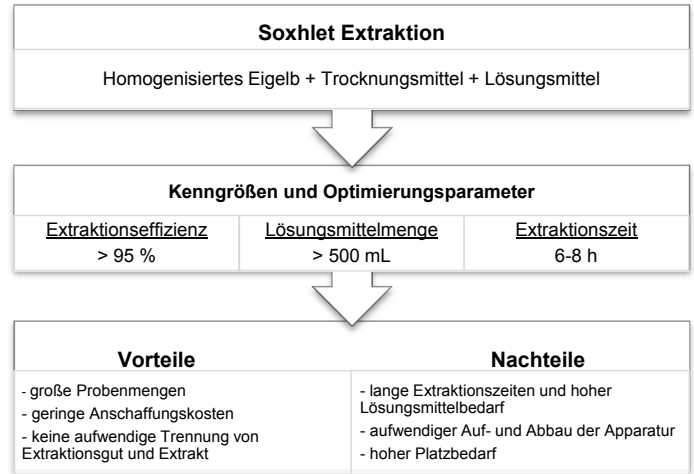 Soxhlet Extraktion
Homogenisiertes Eigelb + Trocknungsmittel + Lösungsmittel
Kenngrößen und Optimierungsparameter
Extraktionseffizienz Lösungsmittelmenge Extraktionszeit
> 95 % > 500 mL 6-8 h
Vorteile
- große Probenmengen
- geringe Anschaffungskosten
- keine aufwendige Trennung von
Extraktionsgut und Extrakt
Nachteile
- lange Extraktionszeiten und hoher
Lösungsmittelbedarf
- aufwendiger Auf- und Abbau der Apparatur
- hoher Platzbedarf